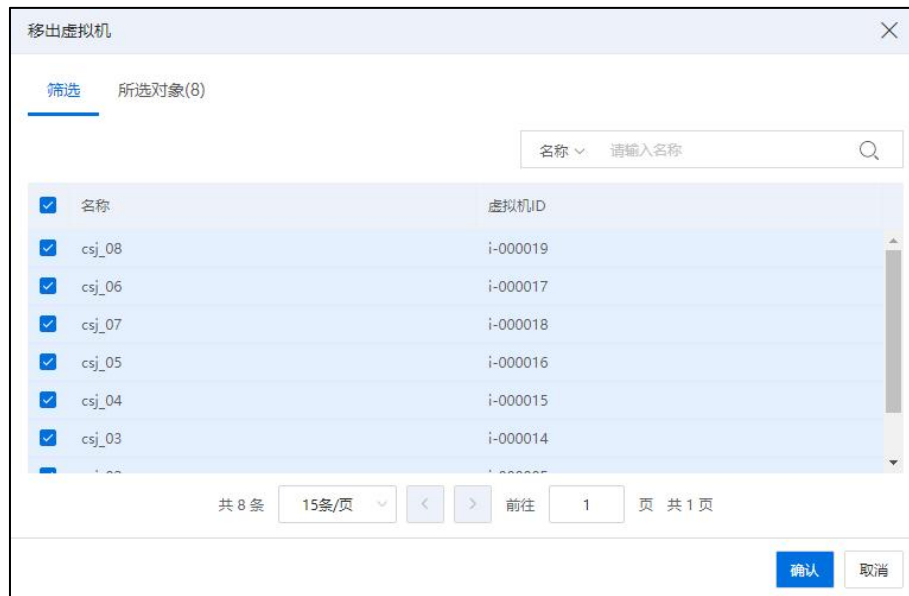 移出虚拟机
筛选 所选对象(8)
名称 请输入名称
名称 虚拟机ID
csj_08 i-000019
csj_06 i-000017
csj_07 i-000018
csj_05 i-000016
csj_04 i-000015
csj_03 i-000014
共 8 条 15条/页 前往 1 页 共 1 页
确认 取消